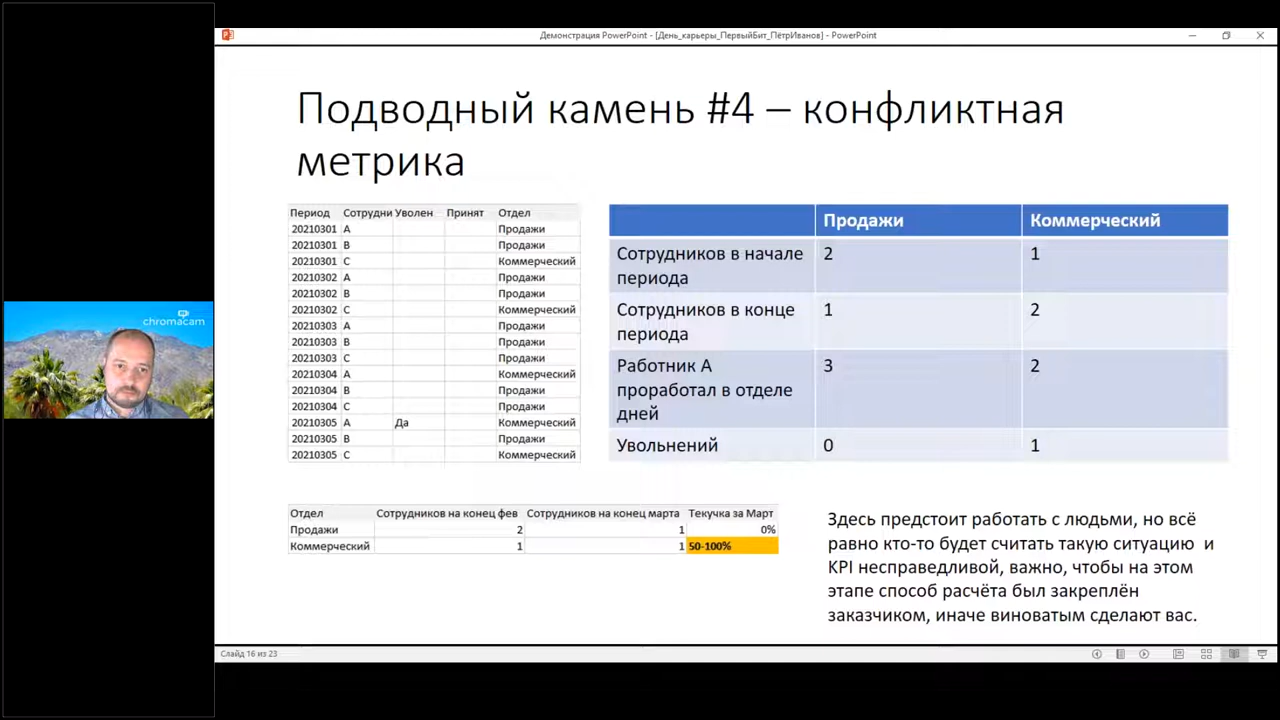 Демонстрация PowerPoint - [День_карьеры_ПервыйБит_ПётрИванов] - PowerPoint
Подводный камень #4 – конфликтная
метрика
Период Сотрудни Уволен Принят Отдел
20210301 A Продажи
20210301 B Продажи
20210301 C Коммерческий
20210302 A Продажи
20210302 B Продажи
20210302 C Коммерческий
20210303 A Продажи
20210303 B Продажи
20210303 C Продажи
20210304 A Коммерческий
20210304 B Продажи
20210304 C Продажи
20210305 A Да Коммерческий
20210305 B Продажи
20210305 C Коммерческий
Продажи Коммерческий
Сотрудников в начале
периода
2 1
Сотрудников в конце
периода
1 2
Работник А
проработал в отделе
дней
3 2
Увольнений 0 1
chromacam
Отдел Сотрудников на конец фев Сотрудников на конец марта Текучка за Март
Продажи 2 1 0%
Коммерческий 1 1 50-100%
Здесь предстоит работать с людьми, но всё
равно кто-то будет считать такую ситуацию и
KPI несправедливой, важно, чтобы на этом
этапе способ расчёта был закреплён
заказчиком, иначе виноватым сделают вас.
Слайд 16 из 23